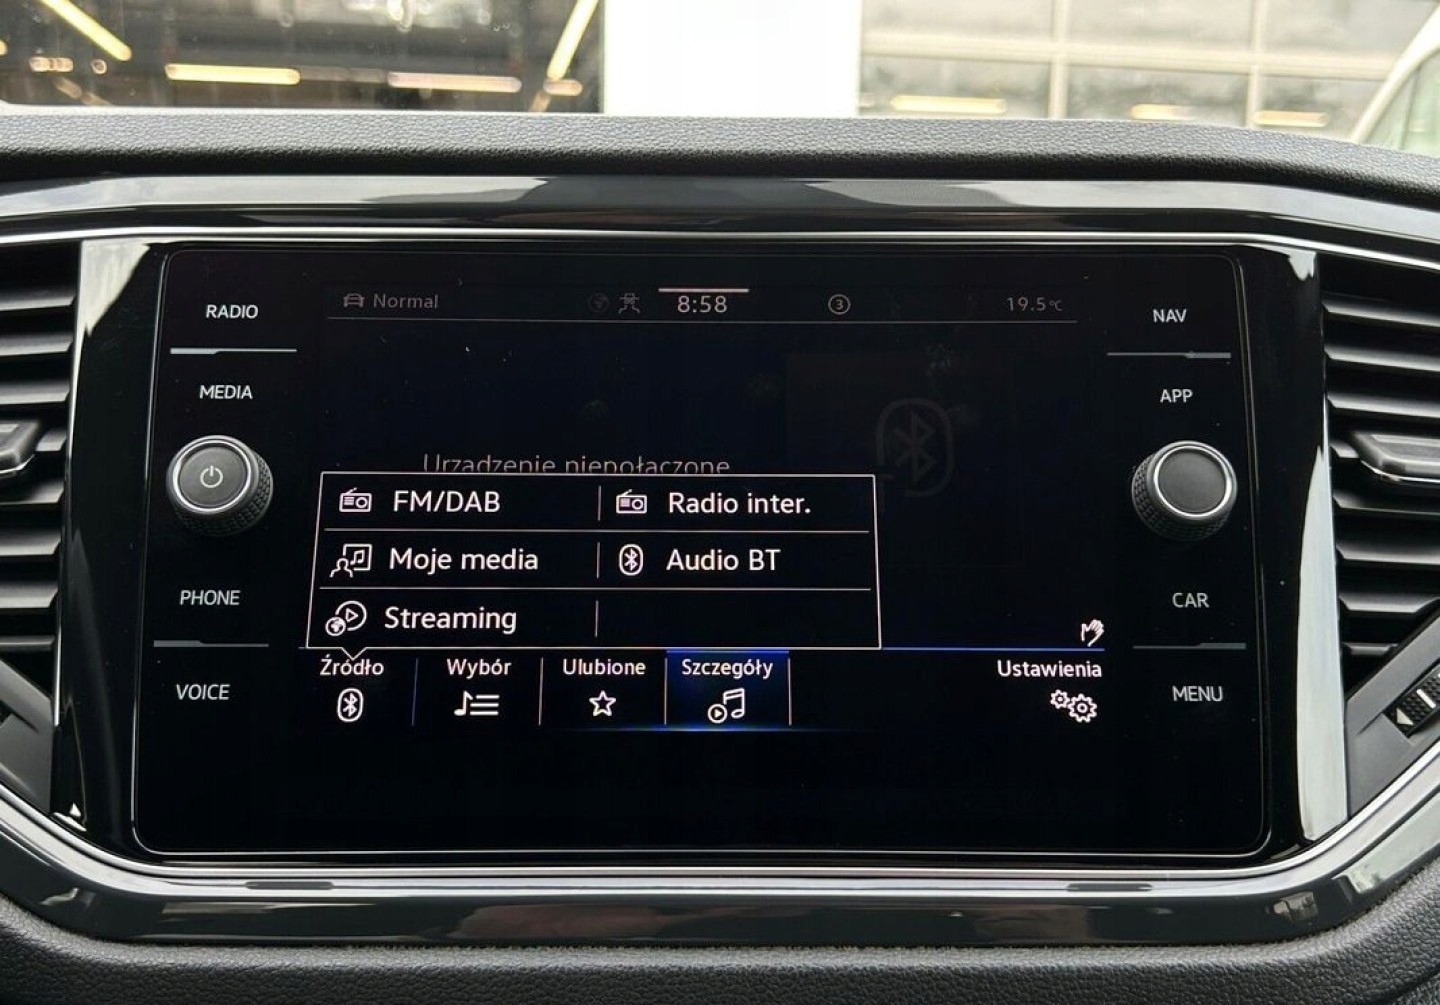 RADIO
MEDIA
PHONE
VOICE
Normal
8:58
3
19.5°C
Urządzenie niepołączone
FM/DAB
Radio inter.
Moje media
Audio BT
Streaming
Źródło
Wybór
Ulubione
Szczegóły
Ustawienia
NAV
APP
CAR
MENU